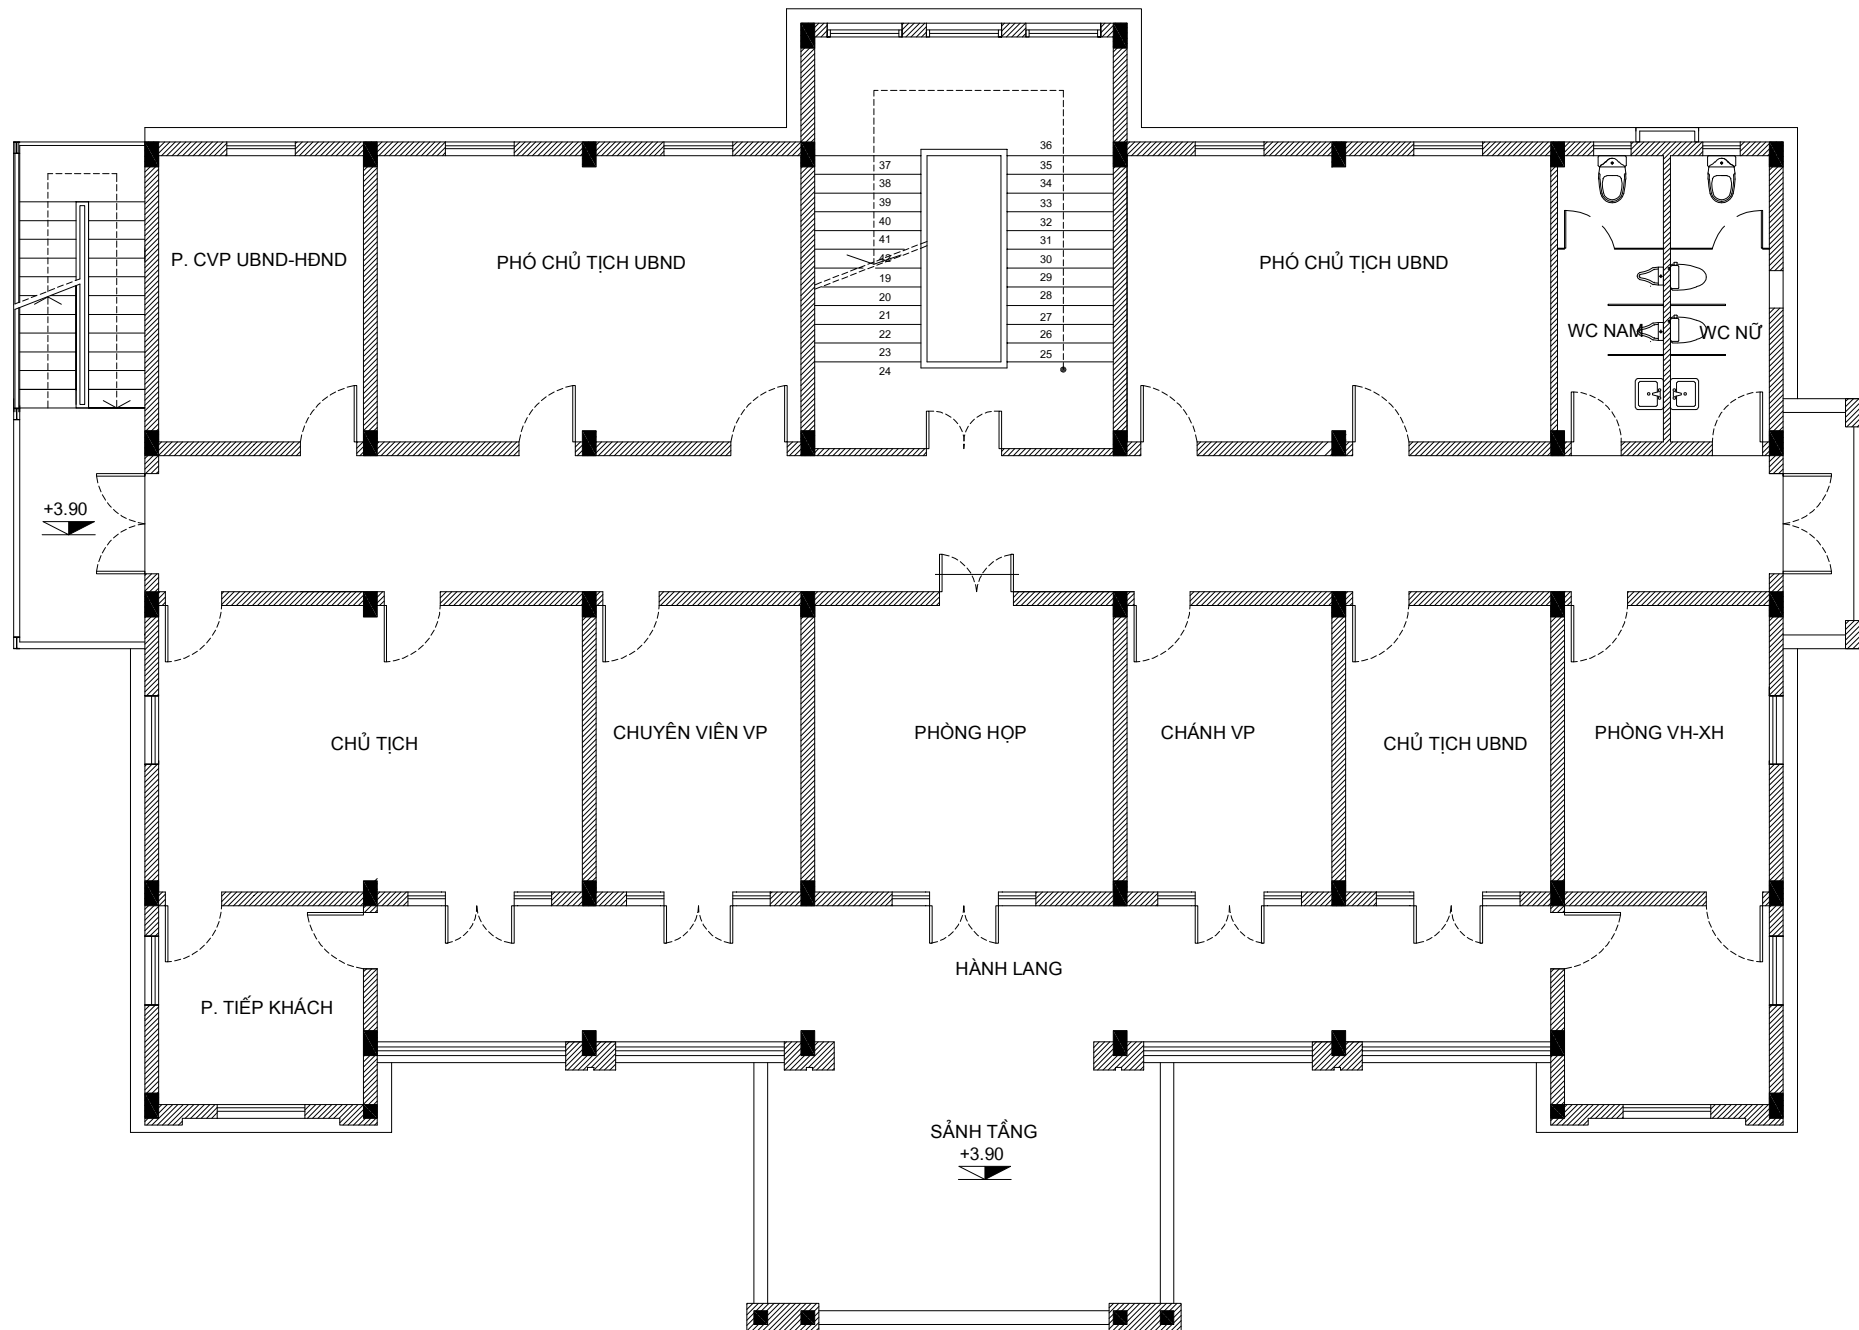 36
37
35
38
34
39
33
40
32
41
31
42
30
19
29
20
28
21
27
22
26
23
25
24
P. CVP UBND-HĐND
PHÓ CHỦ TỊCH UBND
PHÓ CHỦ TỊCH UBND
WC NAM
WC NỮ
+3.90
CHỦ TỊCH
CHUYÊN VIÊN VP
PHÒNG HỌP
CHÁNH VP
CHỦ TỊCH UBND
PHÒNG VH-XH
HÀNH LANG
P. TIẾP KHÁCH
SẢNH TẦNG
+3.90